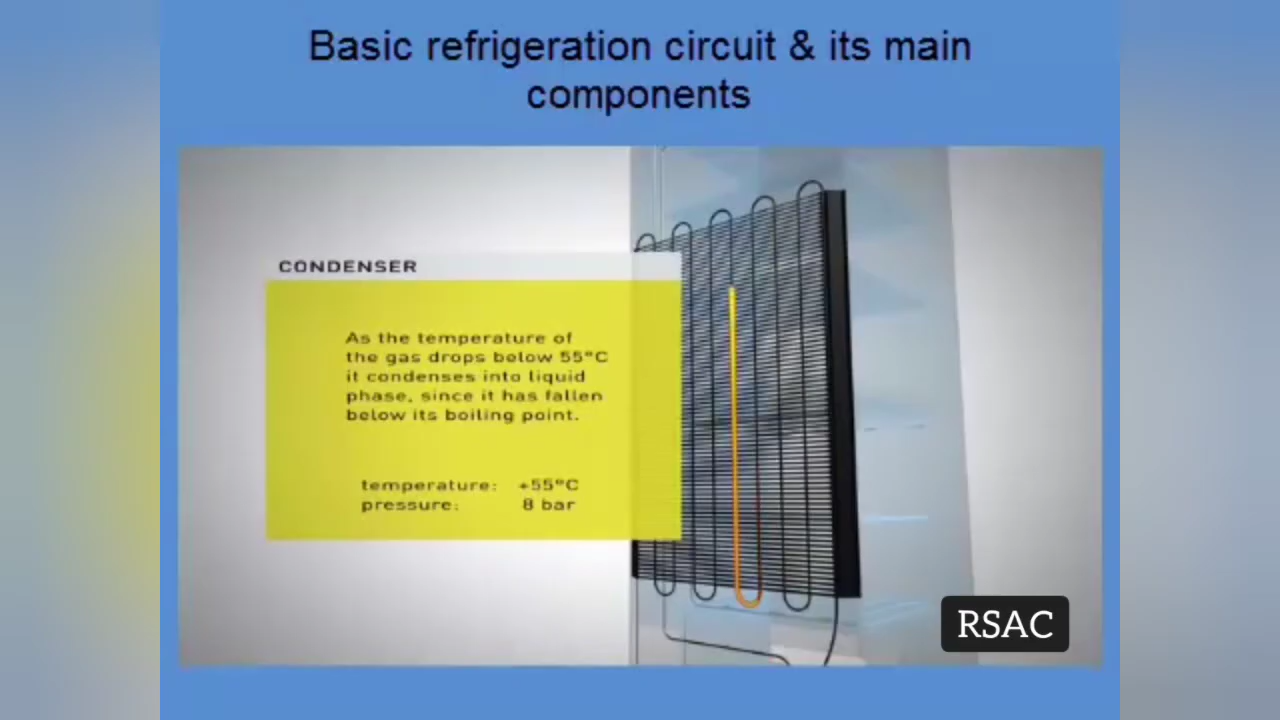 Basic refrigeration circuit & its main
components
CONDENSER
As the temperature of
the gas drops below 55°C
it condenses into liquid
phase, since it has fallen
below its boiling point.
temperature: +55°C
pressure: 8 bar
RSAC